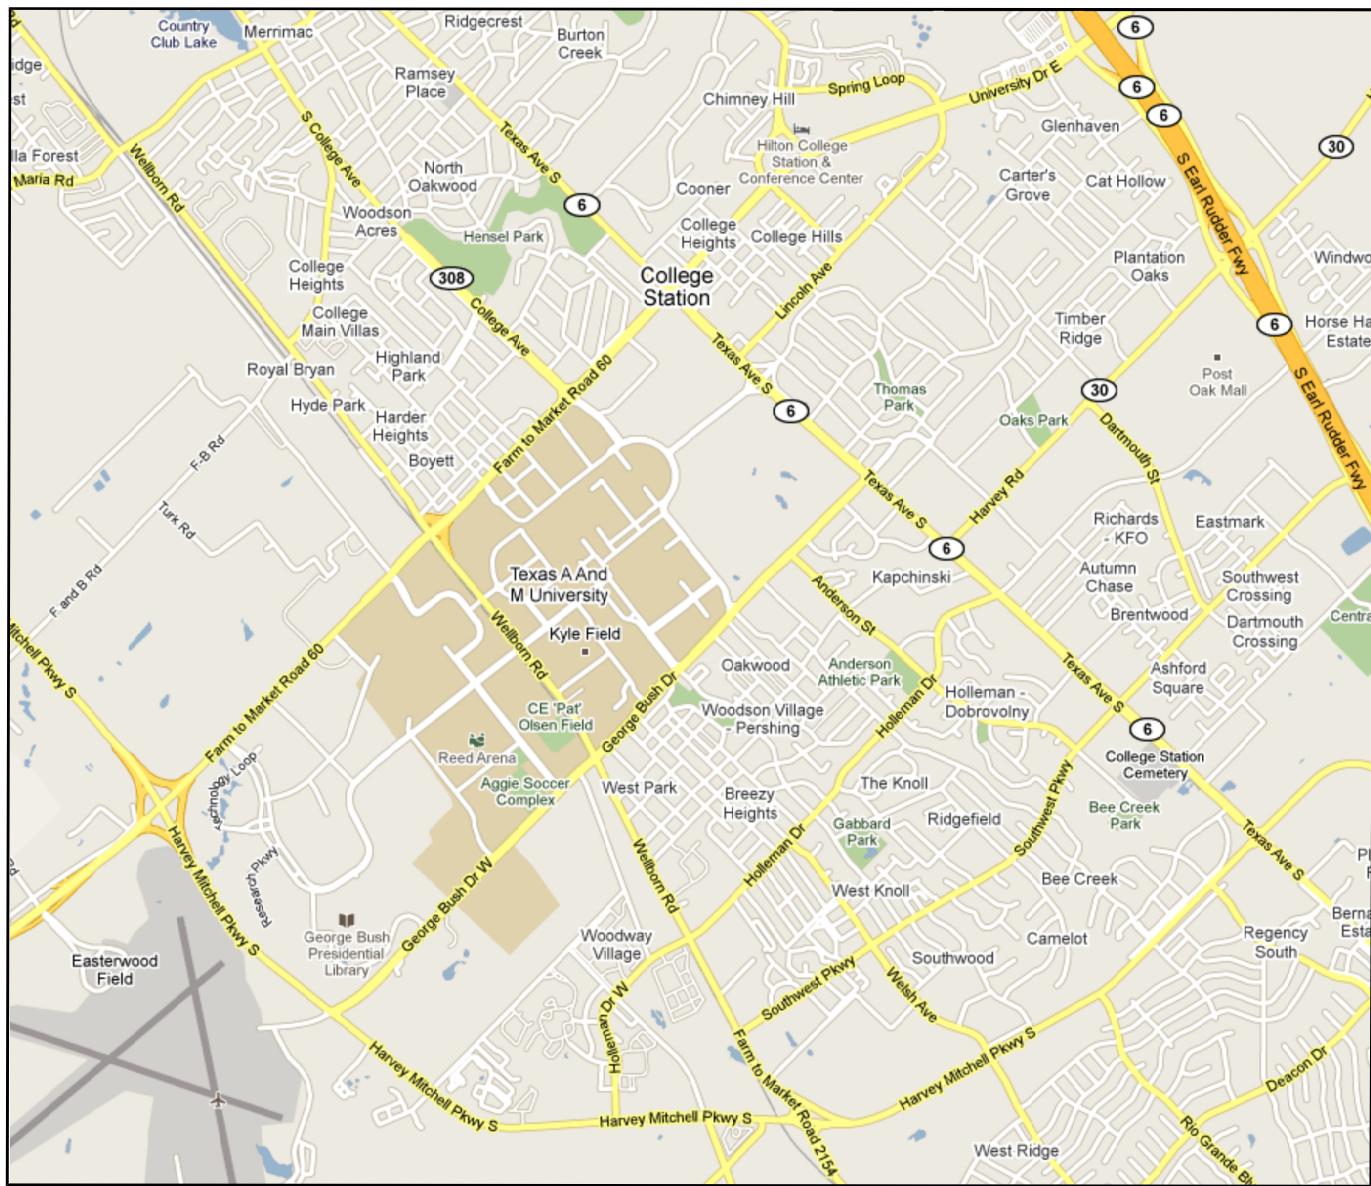 Country
Club Lake
Merrimac
Ridgecrest
Burton
Creek
Ramsey
Place
6
Spring Loop
University Dr E
Chimney Hill
6
6
Glenhaven
30
S College Ave
Texas Ave S
Hilton College
Station &
Conference Center
lla Forest
Maria Rd
Wellborn Rd
North
Oakwood
Cooner
Carter's
Grove
Cat Hollow
S Earl Rudder Fwy
6
Woodson
Acres
Hensel Park
College
Heights
College Hills
Plantation
Oaks
Windwo
College
Heights
308
College
Station
Lincoln Ave
College
Main Villas
College Ave
Timber
Ridge
6
Horse Ha
Estate
Highland
Park
Royal Bryan
Farm to Market Road 60
Texas Ave S
Thomas
Park
Post
Oak Mall
30
S Earl Rudder Fwy
Hyde Park
Harder
Heights
6
Oaks Park
Dartmouth St
Boyett
F-B Rd
Turk Rd
Texas Ave S
Harvey Rd
Richards
- KFO
Eastmark
6
Texas A And
M University
F and B Rd
Kapchinski
Autumn
Chase
Southwest
Crossing
Anderson St
Brentwood
Dartmouth
Crossing
Centra
Mitchell Pkwy S
Farm to Market Road 60
Wellborn Rd
Kyle Field
Oakwood
Anderson
Athletic Park
Texas Ave S
Ashford
Square
George Bush Dr
Holleman Dr
Holleman -
Dobrovolny
CE 'Pat'
Olsen Field
Woodson Village
- Pershing
6
Reed Arena
College Station
Cemetery
Technology Loop
Aggie Soccer
Complex
West Park
Breezy
Heights
The Knoll
Ridgefield
Southwest Pkwy
Bee Creek
Park
Harvey Mitchell Pkwy S
Research Pkwy
Gabbard
Park
Texas Ave S
Wellborn Rd
Holleman Dr
George Bush Dr W
West Knoll
Bee Creek
George Bush
Presidential
Library
Woodway
Village
Camelot
Regency
South
Berna
Esta
Easterwood
Field
Southwood
Southwest Pkwy
Welsh Ave
Holleman Dr W
Harvey Mitchell Pkwy S
Farm to Market Road 2154
Harvey Mitchell Pkwy S
Deacon Dr
Harvey Mitchell Pkwy S
West Ridge
Rio Grande Blv